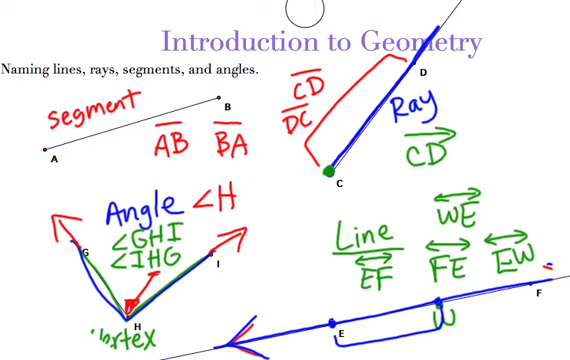 Introduction to Geometry
Naming lines, rays, segments, and angles.
segment
A
B
AB BA
CD
DC
D
Ray
CD
C
Angle ∠H
∠GHI
∠IHG
G
I
H
WE
Line
EF FE EW
E
W
F